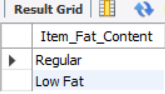 Result Grid
Item_Fat_Content
Regular
Low Fat